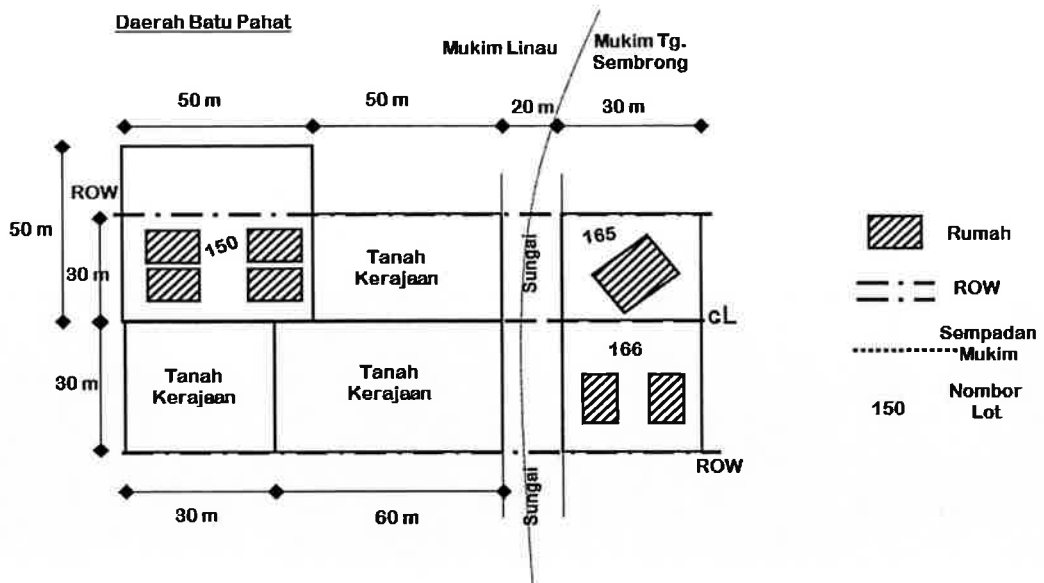 Daerah Batu Pahat
Mukim Linau
Mukim Tg.
Sembrong
50 m
50 m
20 m
30 m
ROW
50 m
30 m
150
Tanah
Kerajaan
Sungai
165
Rumah
ROW
cL
Sempadan
Mukim
150
Nombor
Lot
30 m
Tanah
Kerajaan
Tanah
Kerajaan
166
ROW
Sungai
30 m
60 m